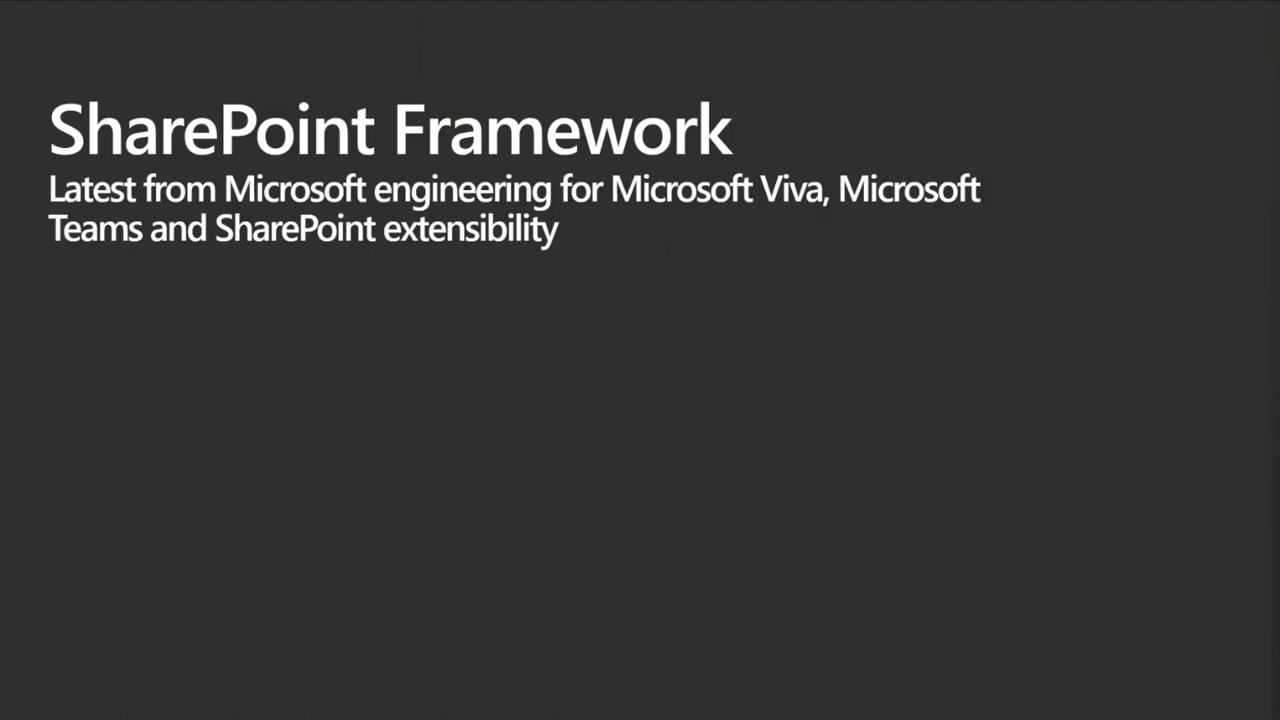 SharePoint Framework
Latest from Microsoft engineering for Microsoft Viva, Microsoft
Teams and SharePoint extensibility